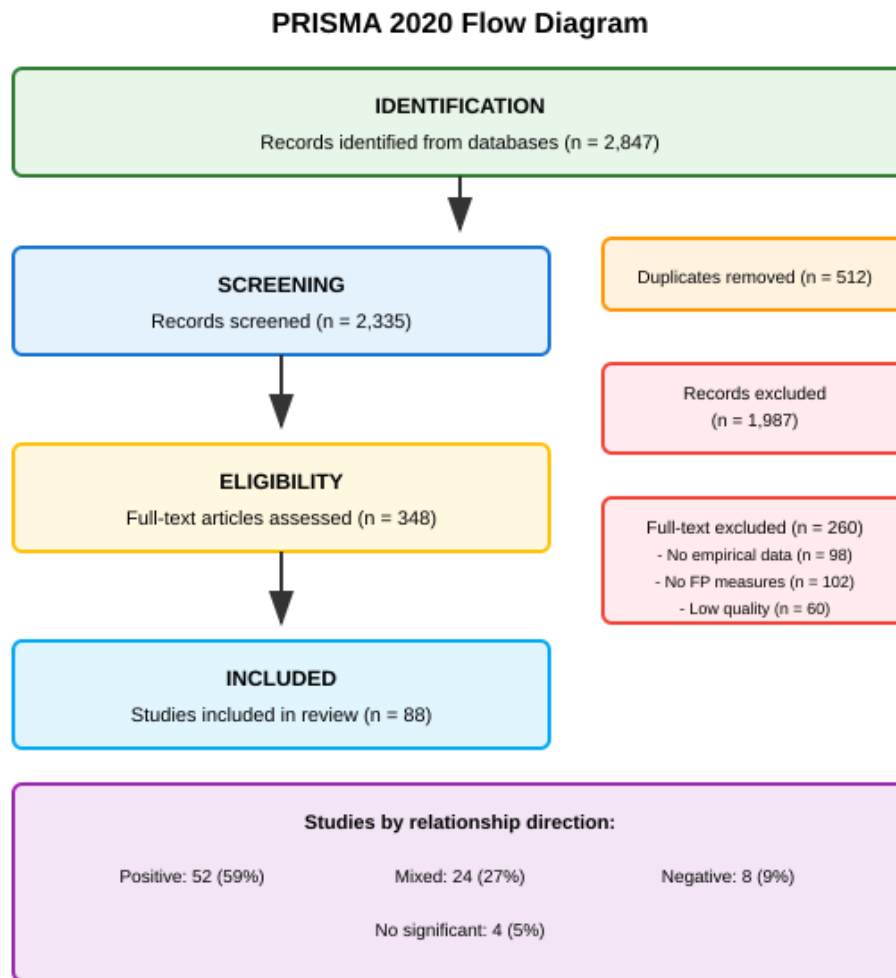 PRISMA 2020 Flow Diagram
IDENTIFICATION
Records identified from databases (n = 2,847)
SCREENING
Records screened (n = 2,335)
Duplicates removed (n = 512)
Records excluded
(n = 1,987)
ELIGIBILITY
Full-text articles assessed (n = 348)
Full-text excluded (n = 260)
- No empirical data (n = 98)
- No FP measures (n = 102)
- Low quality (n = 60)
INCLUDED
Studies included in review (n = 88)
Studies by relationship direction:
Positive: 52 (59%)
Mixed: 24 (27%)
Negative: 8 (9%)
No significant: 4 (5%)